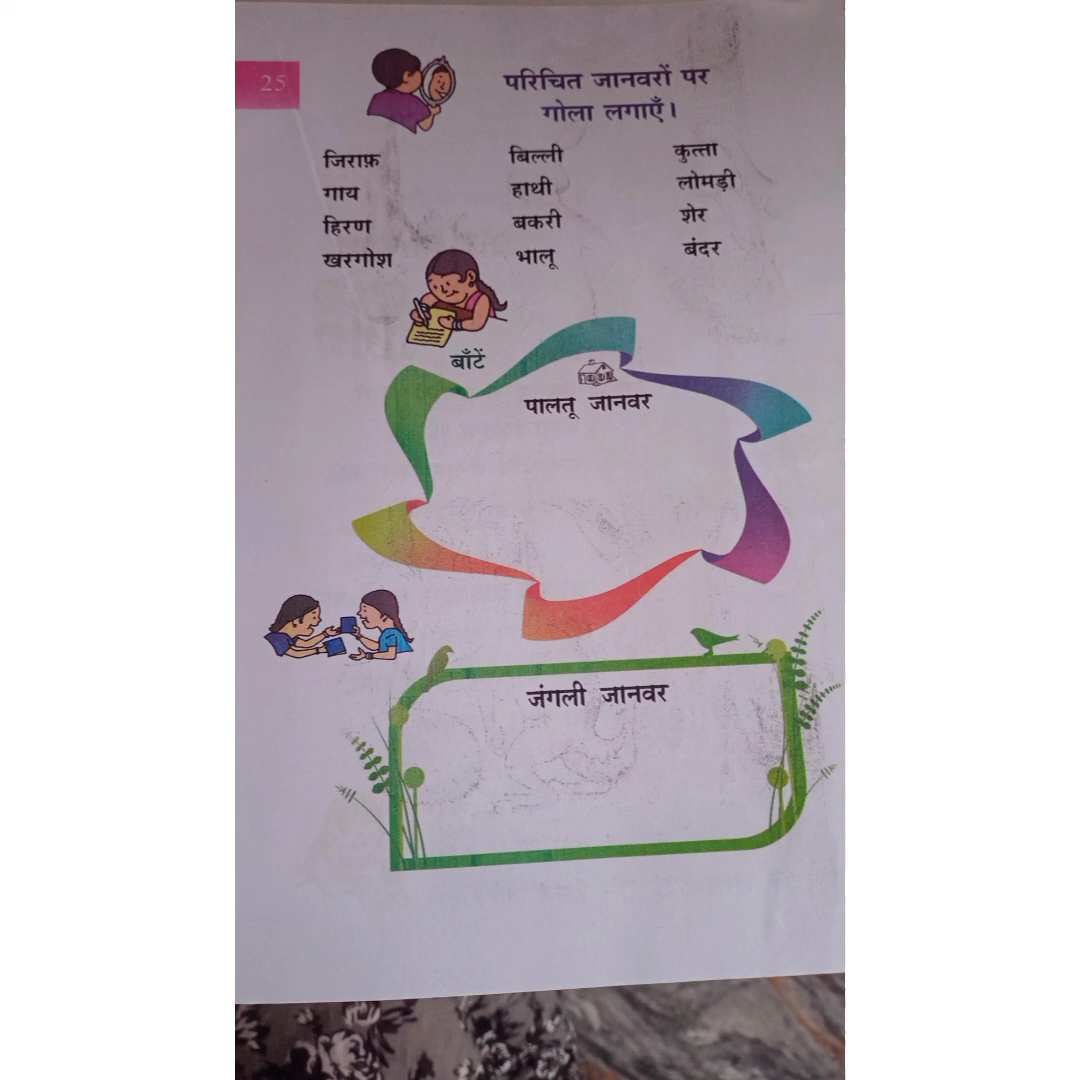 25
परिचित जानवरों पर
गोला लगाएँ।
जिराफ़ बिल्ली कुत्ता
गाय हाथी लोमड़ी
हिरण बकरी शेर
खरगोश भालू बंदर
बाँटें
पालतू जानवर
जंगली जानवर